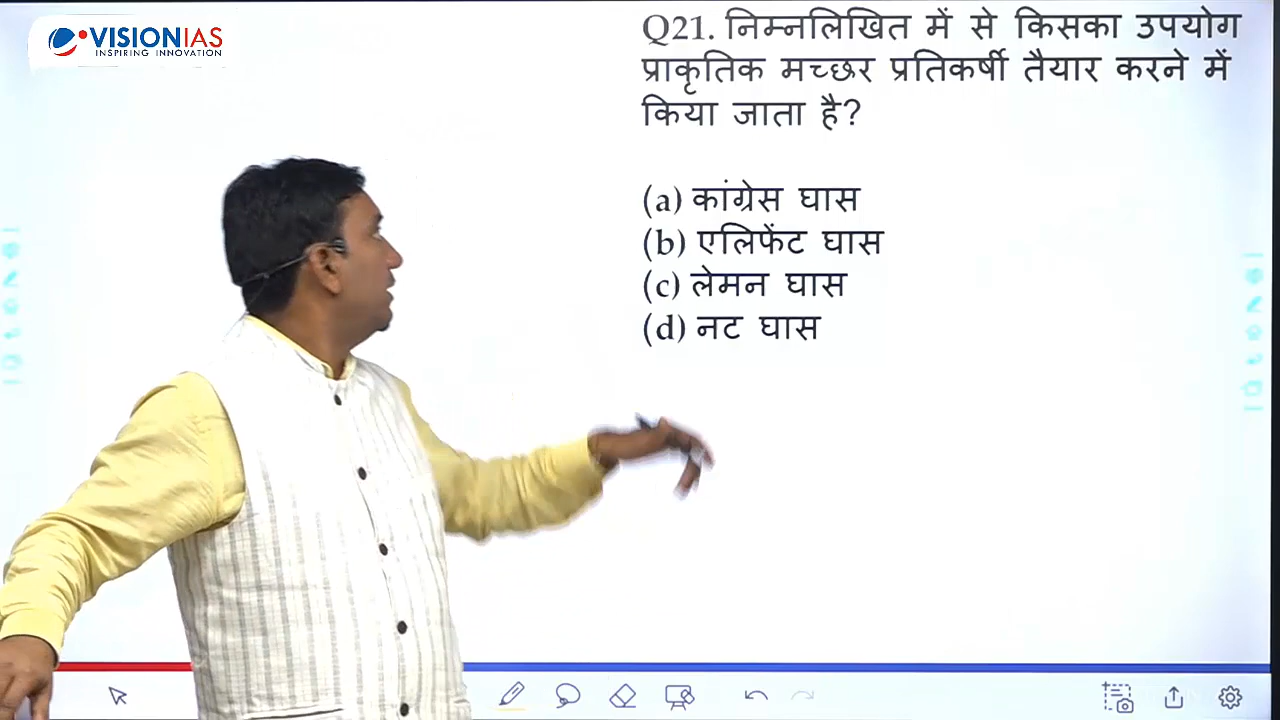 VISIONIAS
INSPIRING INNOVATION
Q21. निम्नलिखित में से किसका उपयोग
प्राकृतिक मच्छर प्रतिकर्षी तैयार करने में
किया जाता है?
(a) कांग्रेस घास
(b) एलिफेंट घास
(c) लेमन घास
(d) नट घास